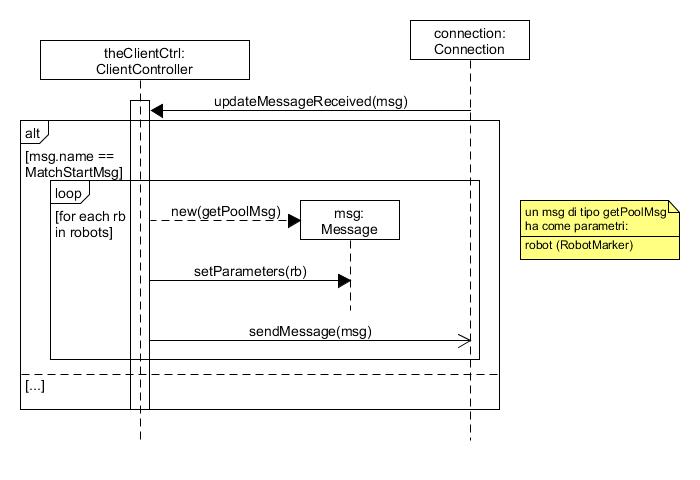 connection:
Connection
theClientCtrl:
ClientController
updateMessageReceived(msg)
alt
[msg.name ==
MatchStartMsg]
loop
[for each rb
in robots]
new(getPoolMsg)
msg:
Message
un msg di tipo getPoolMsg
ha come parametri:
robot (RobotMarker)
setParameters(rb)
sendMessage(msg)
[...]